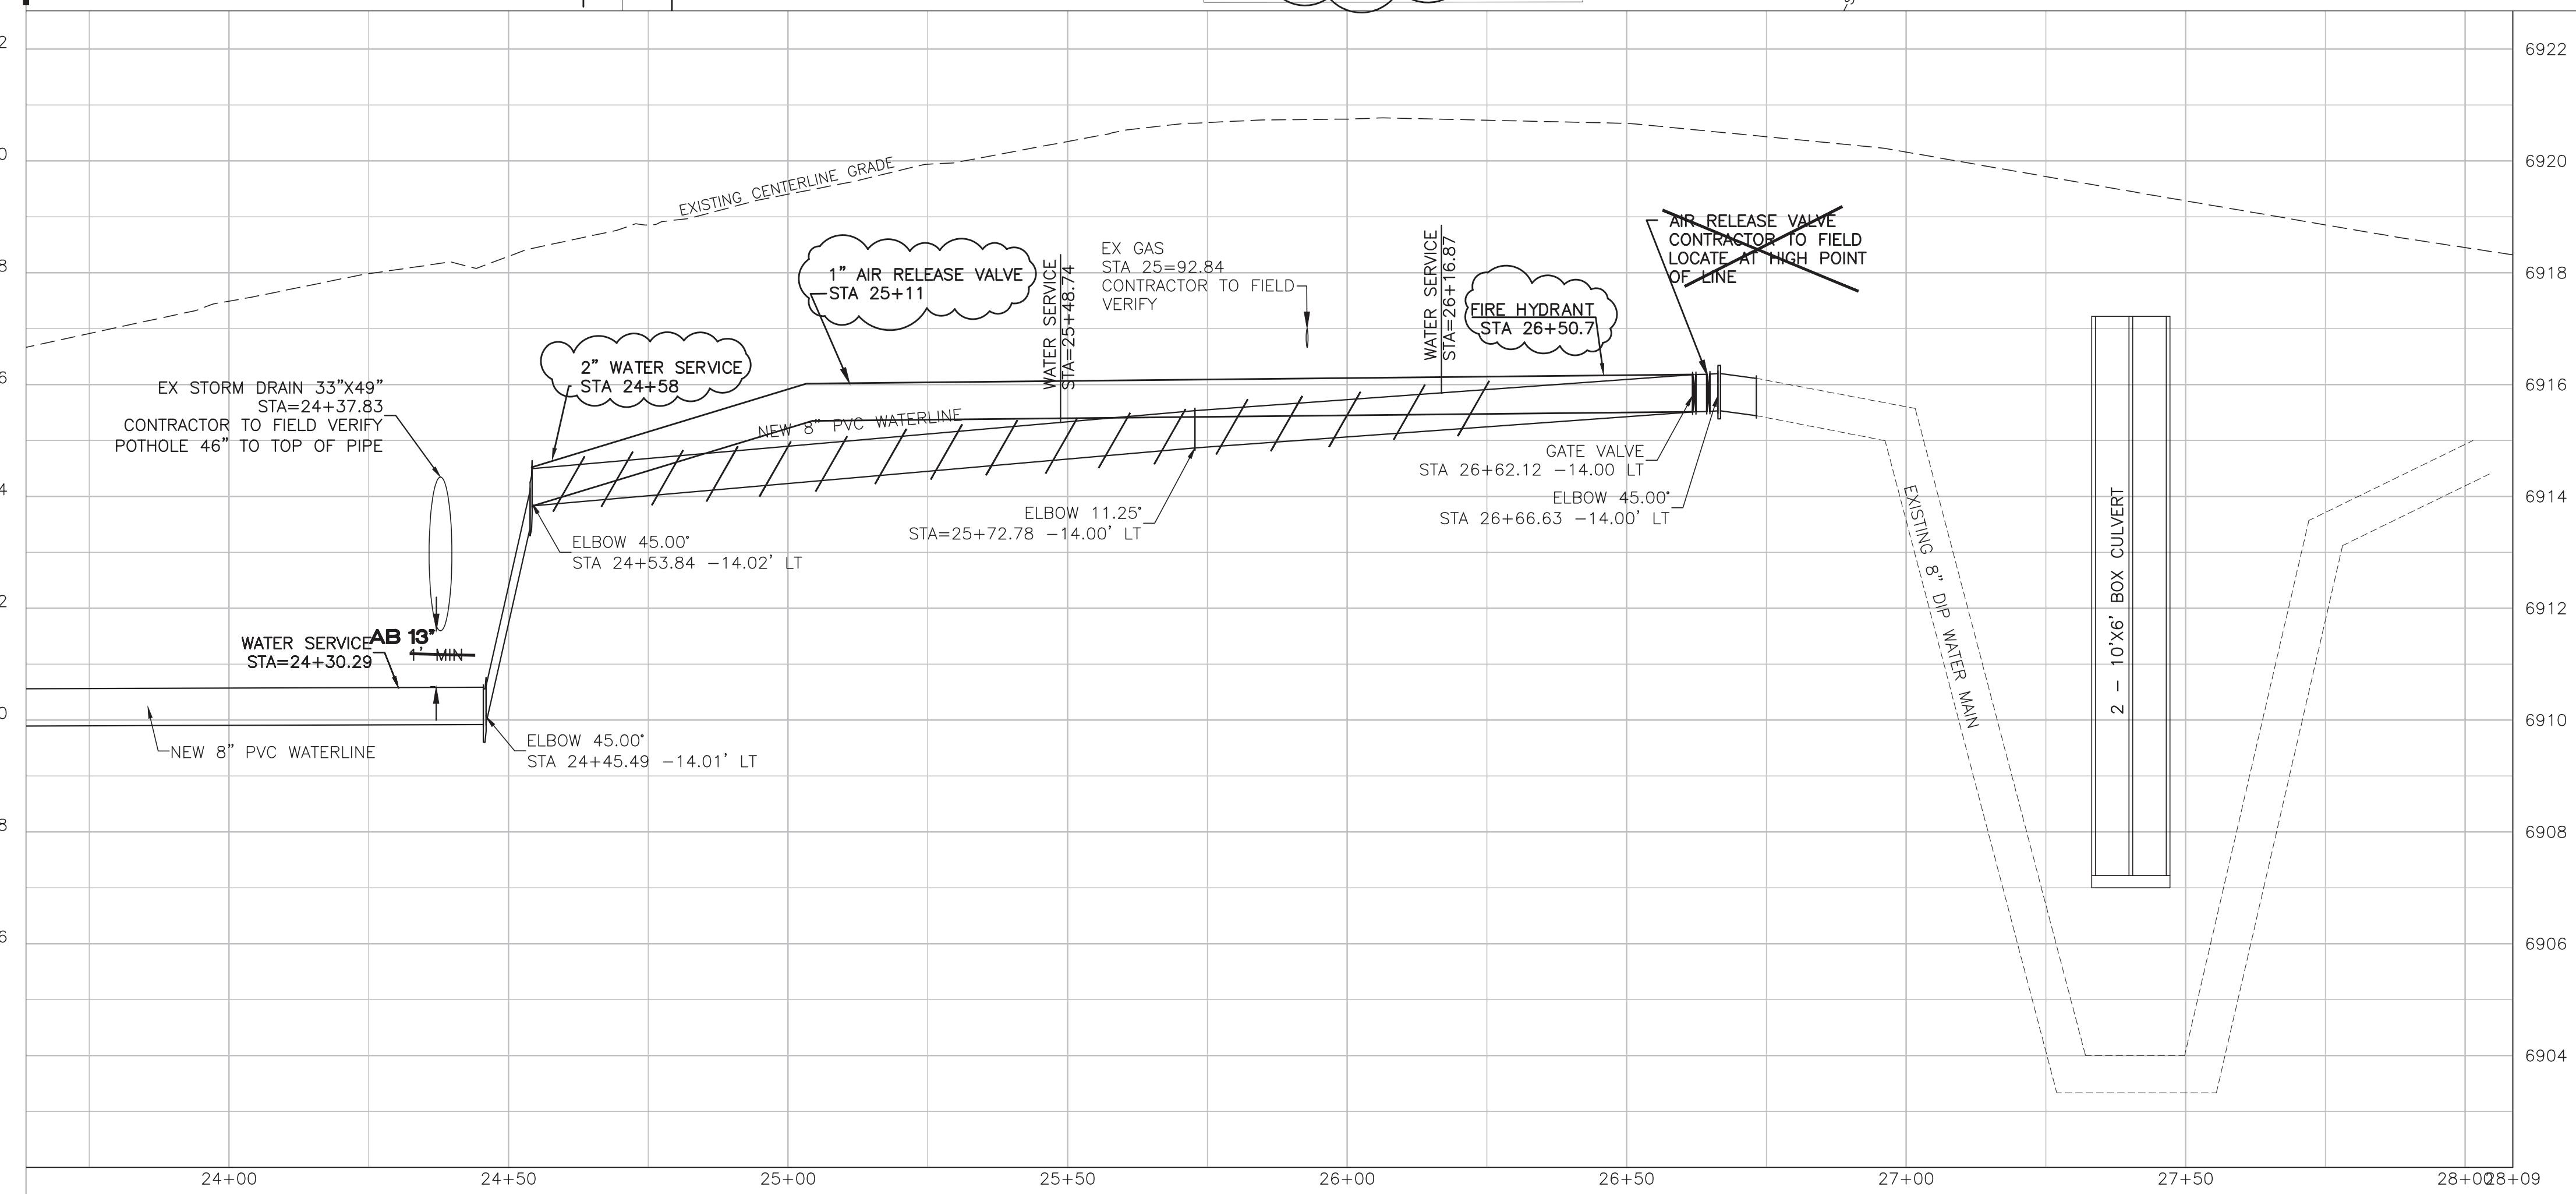 6922
6920
6918
6916
6914
6912
6910
6908
6906
6904
2
0
8
6
4
2
0
8
6
EXISTING CENTERLINE GRADE
1" AIR RELEASE VALVE
STA 25+11
2" WATER SERVICE
STA 24+58
WATER SERVICE
STA=25+48.74
EX GAS
STA 25=92.84
CONTRACTOR TO FIELD
VERIFY
WATER SERVICE
STA=26+16.87
FIRE HYDRANT
STA 26+50.7
AIR RELEASE VALVE
CONTRACTOR TO FIELD
LOCATE AT HIGH POINT
OF LINE
EX STORM DRAIN 33"X49"
STA=24+37.83
CONTRACTOR TO FIELD VERIFY
POTHOLE 46" TO TOP OF PIPE
NEW 8" PVC WATERLINE
GATE VALVE
STA 26+62.12 -14.00 LT
ELBOW 45.00°
STA 26+66.63 -14.00' LT
ELBOW 11.25°
STA=25+72.78 -14.00' LT
ELBOW 45.00°
STA 24+53.84 -14.02' LT
WATER SERVICE
STA=24+30.29
AB 13"
1' MIN
NEW 8" PVC WATERLINE
ELBOW 45.00°
STA 24+45.49 -14.01' LT
EXISTING 8" DIP WATER MAIN
2 - 10'X6' BOX CULVERT
24+00
24+50
25+00
25+50
26+00
26+50
27+00
27+50
28+00
28+09